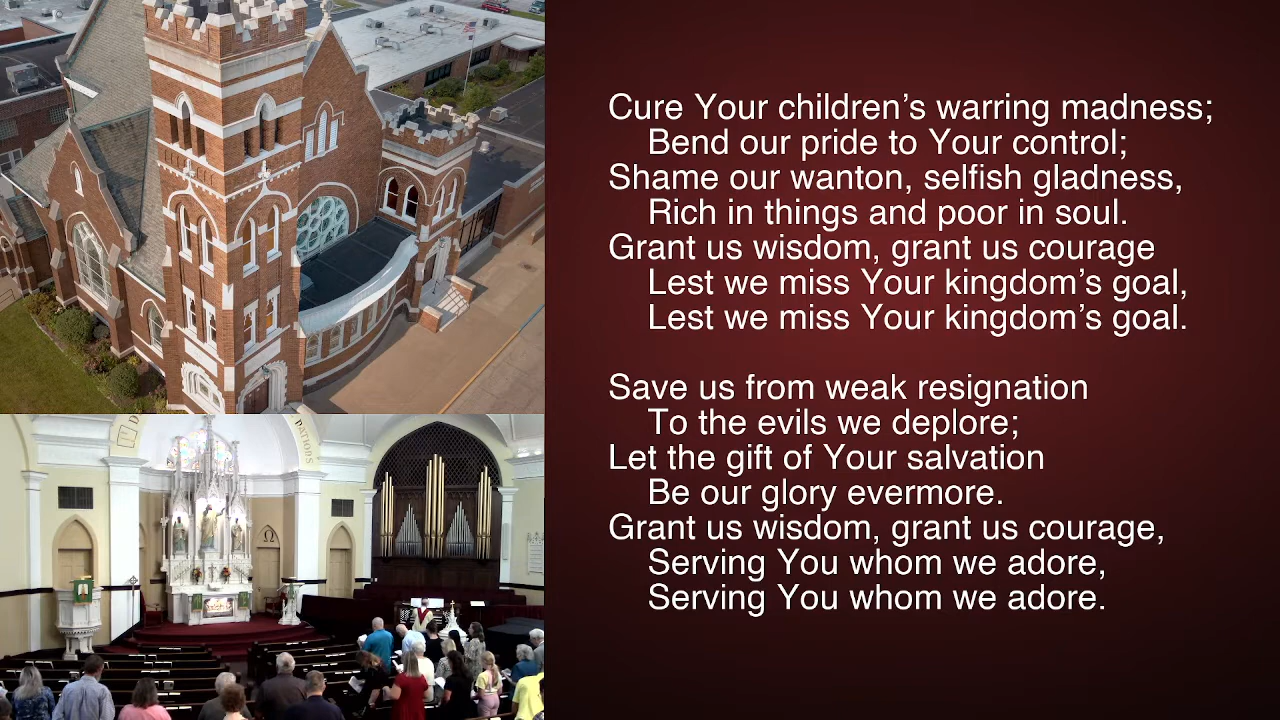 Cure Your children’s warring madness;
Bend our pride to Your control;
Shame our wanton, selfish gladness,
Rich in things and poor in soul.
Grant us wisdom, grant us courage
Lest we miss Your kingdom’s goal,
Lest we miss Your kingdom’s goal.
Save us from weak resignation
To the evils we deplore;
Let the gift of Your salvation
Be our glory evermore.
Grant us wisdom, grant us courage,
Serving You whom we adore,
Serving You whom we adore.
Ω